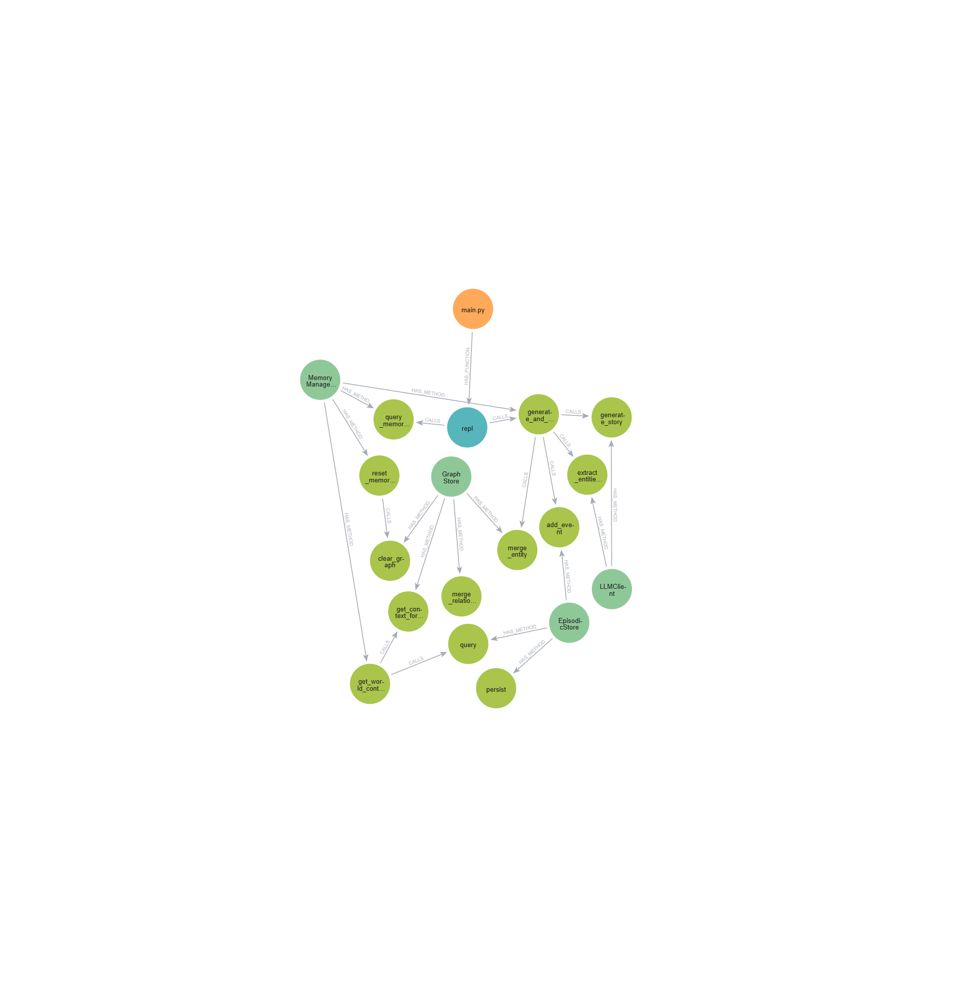 main.py
HAS_FUNCTION
Memory
Manage...
HAS_METHOD
HAS_METHO...
HAS_METHOD
HAS_METHOD
query
_memor...
CALLS
repl
CALLS
generat-
e_and_...
CALLS
generat-
e_story
CALLS
CALLS
CALLS
reset
_memor...
Graph
Store
extract
_entitie...
CALLS
HAS_METHOD
HAS_METHOD
HAS_METHOD
HAS_METHOD
HAS_METHOD
HAS_METHOD
add_eve-
nt
merge
_entity
clear_gr-
aph
HAS_METHOD
LLMClie-
nt
merge
_relatio...
get_con-
text_for...
Episodi-
cStore
HAS_METHOD
query
HAS_METHOD
CALLS
CALLS
get_wor-
ld_cont...
persist